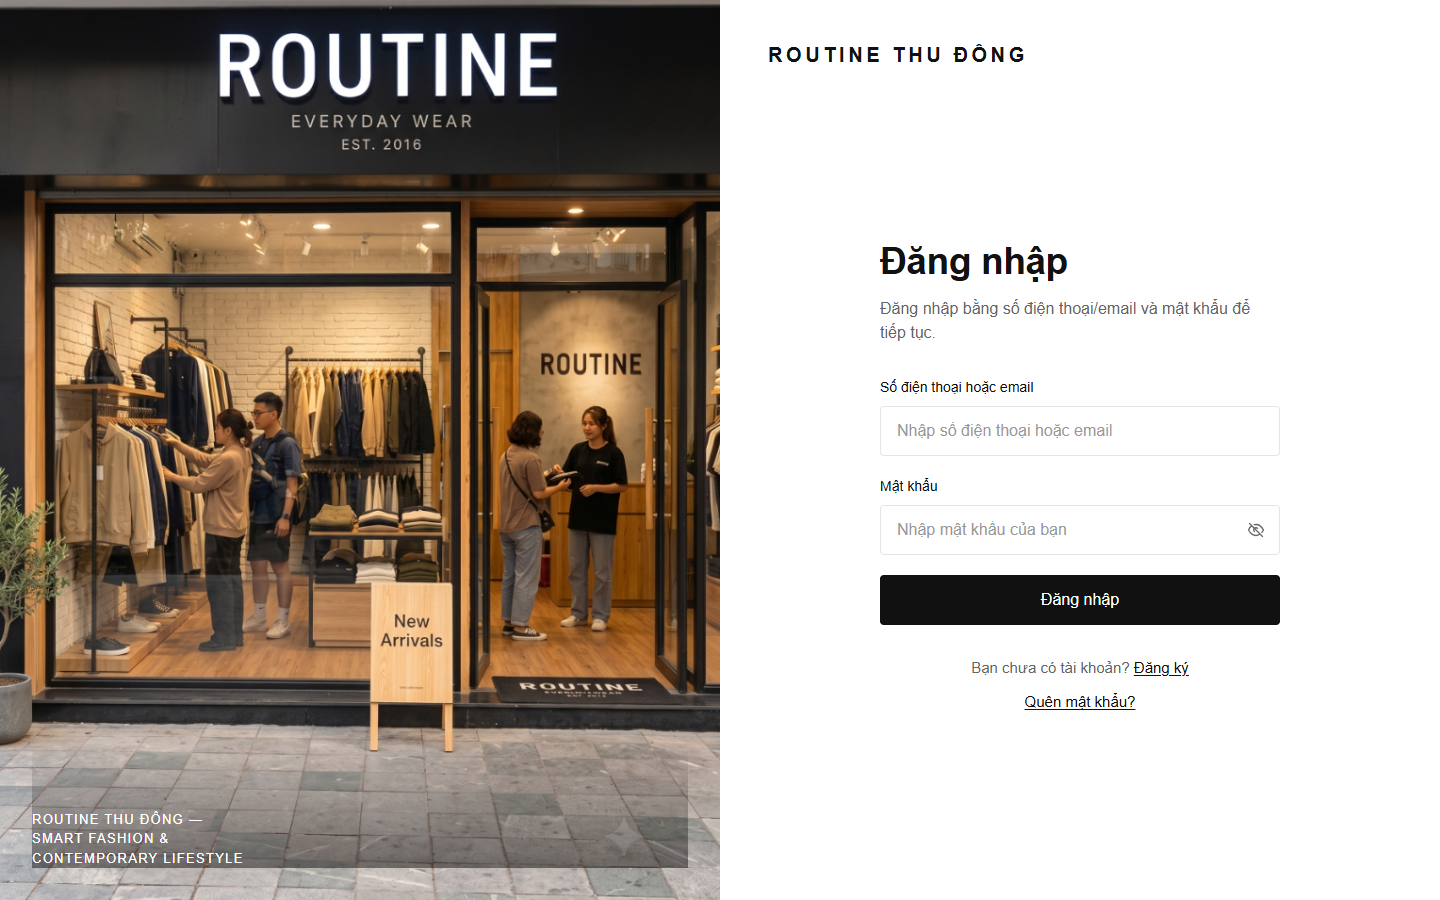 ROUTINE
EVERYDAY WEAR
EST. 2016
ROUTINE
New
Arrivals
ROUTINE
ROUTINE THU ĐÔNG —
SMART FASHION &
CONTEMPORARY LIFESTYLE
ROUTINE THU ĐÔNG
Đăng nhập
Đăng nhập bằng số điện thoại/email và mật khẩu để
tiếp tục.
Số điện thoại hoặc email
Nhập số điện thoại hoặc email
Mật khẩu
Nhập mật khẩu của bạn
Đăng nhập
Bạn chưa có tài khoản? Đăng ký
Quên mật khẩu?